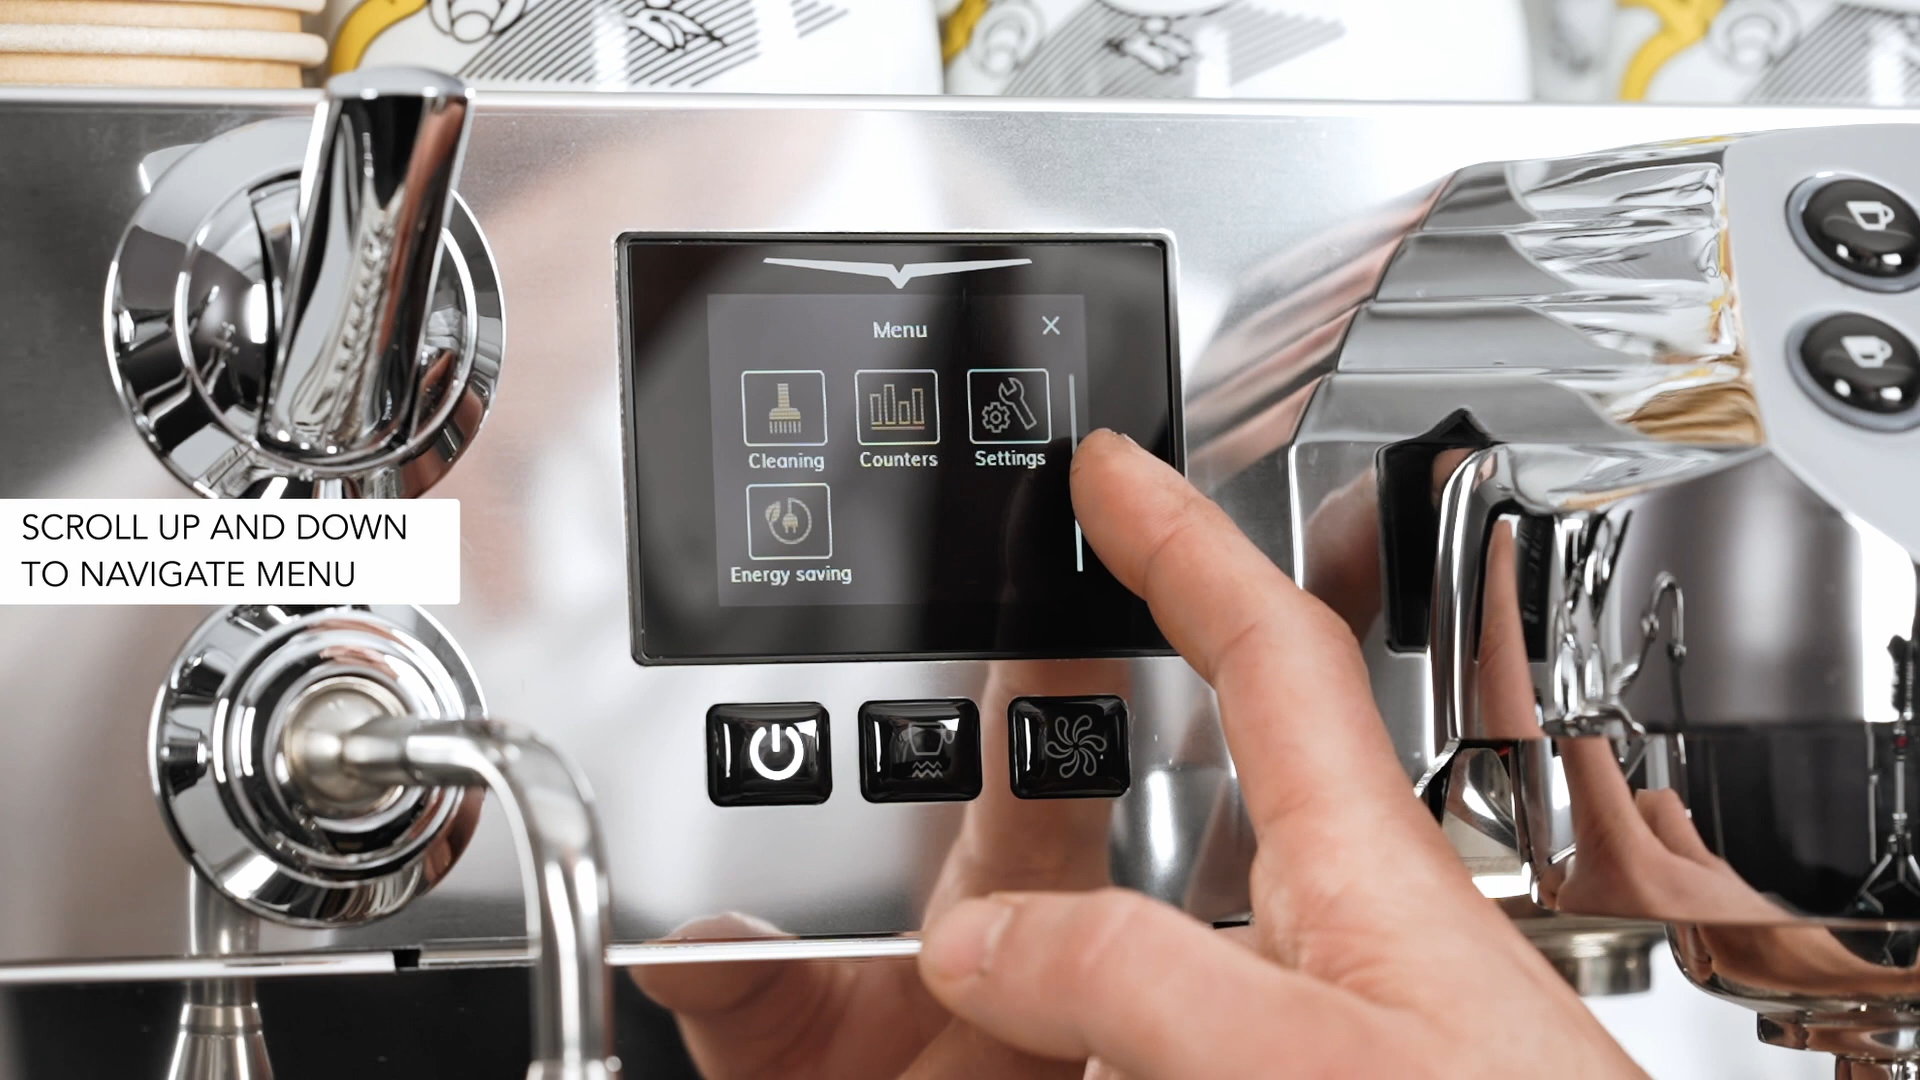 Menu
Cleaning
Counters
Settings
Energy saving
SCROLL UP AND DOWN
TO NAVIGATE MENU